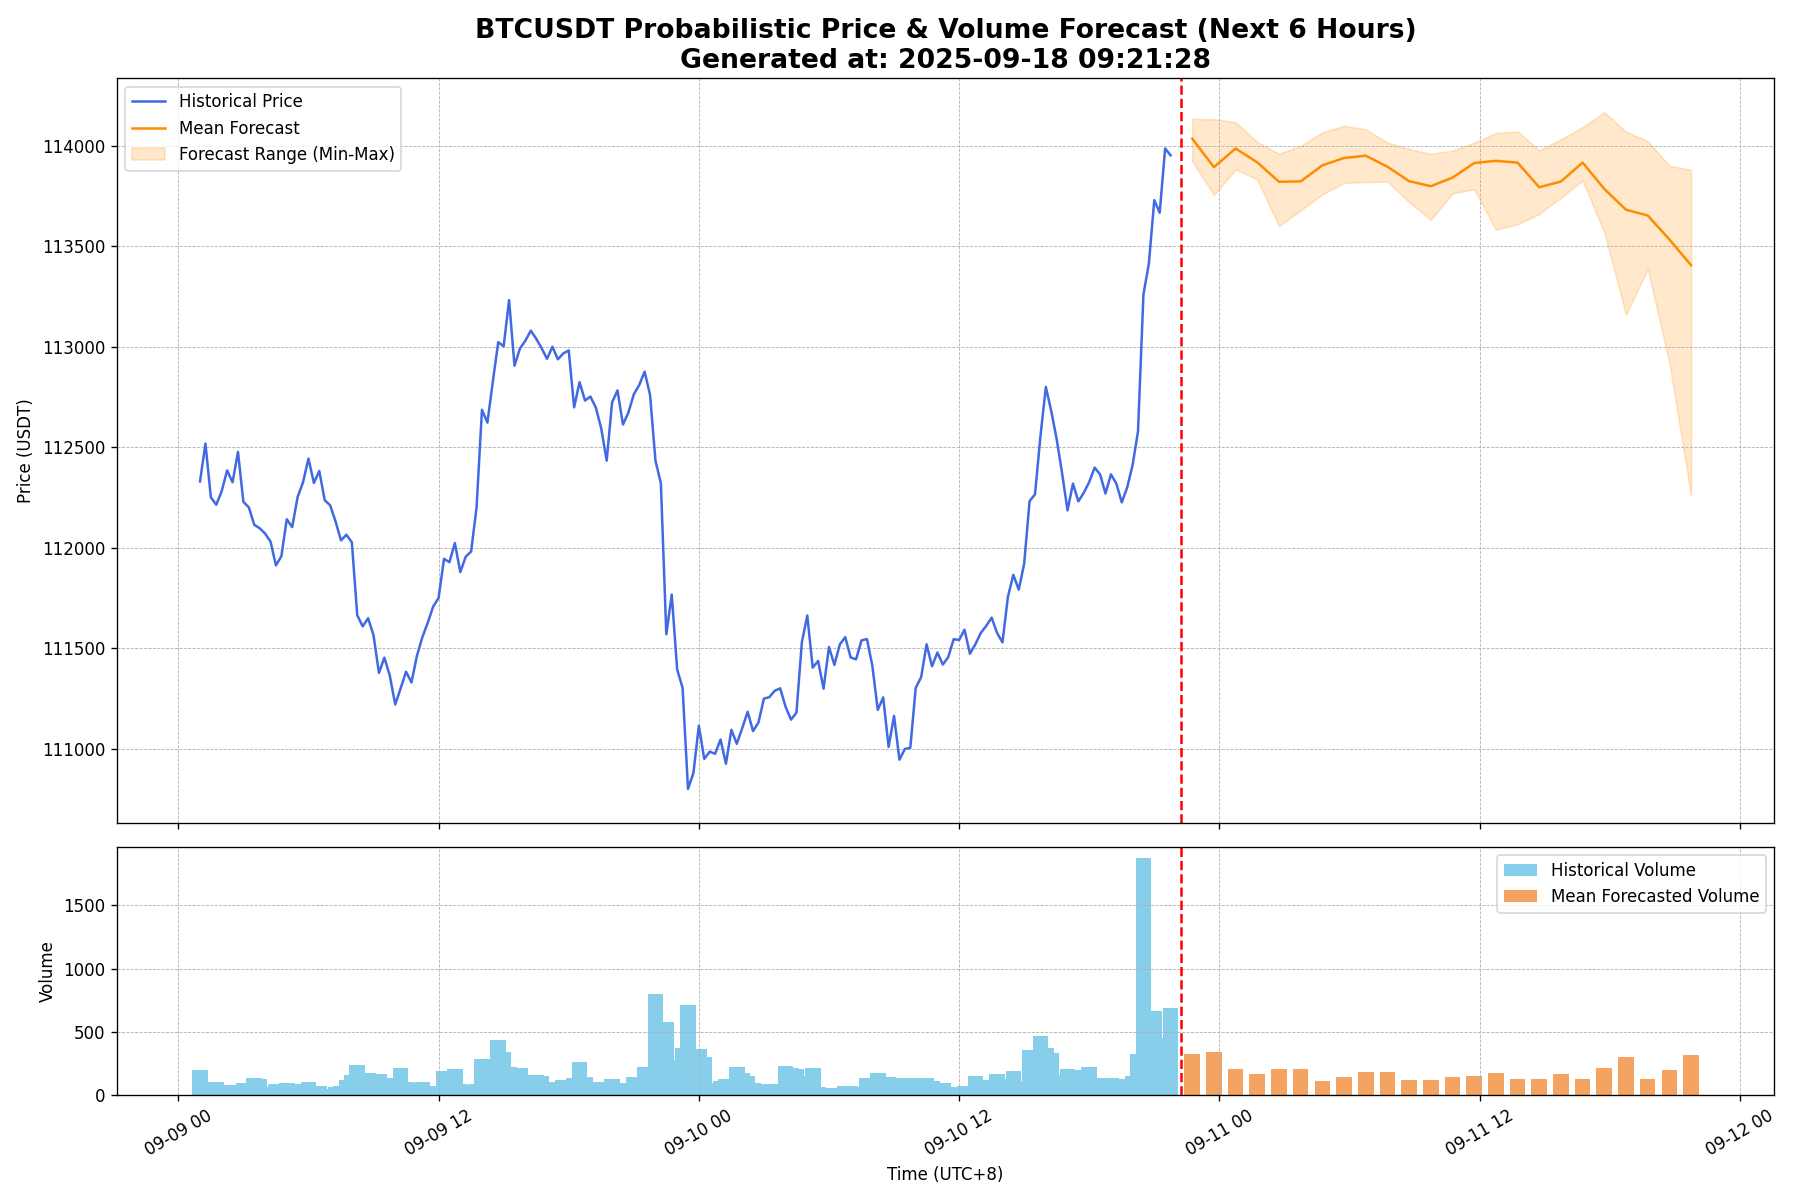 BTCUSDT Probabilistic Price & Volume Forecast (Next 6 Hours)
Generated at: 2025-09-18 09:21:28
Historical Price
Mean Forecast
Forecast Range (Min-Max)
114000
113500
113000
112500
112000
111500
111000
Price (USDT)
Historical Volume
Mean Forecasted Volume
1500
1000
500
0
Volume
09-09 00
09-09 12
09-10 00
09-10 12
09-11 00
09-11 12
09-12 00
Time (UTC+8)